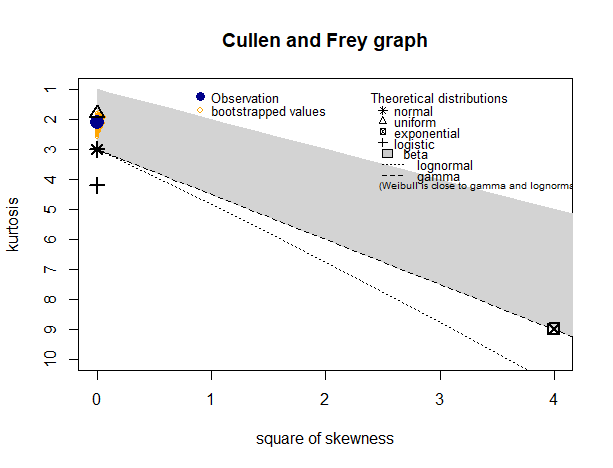 Cullen and Frey graph
Observation
bootstrapped values
Theoretical distributions
normal
uniform
exponential
logistic
beta
lognormal
gamma
(Weibull is close to gamma and lognorma
kurtosis
1
2
3
4
5
6
7
8
9
10
0 1 2 3 4
square of skewness